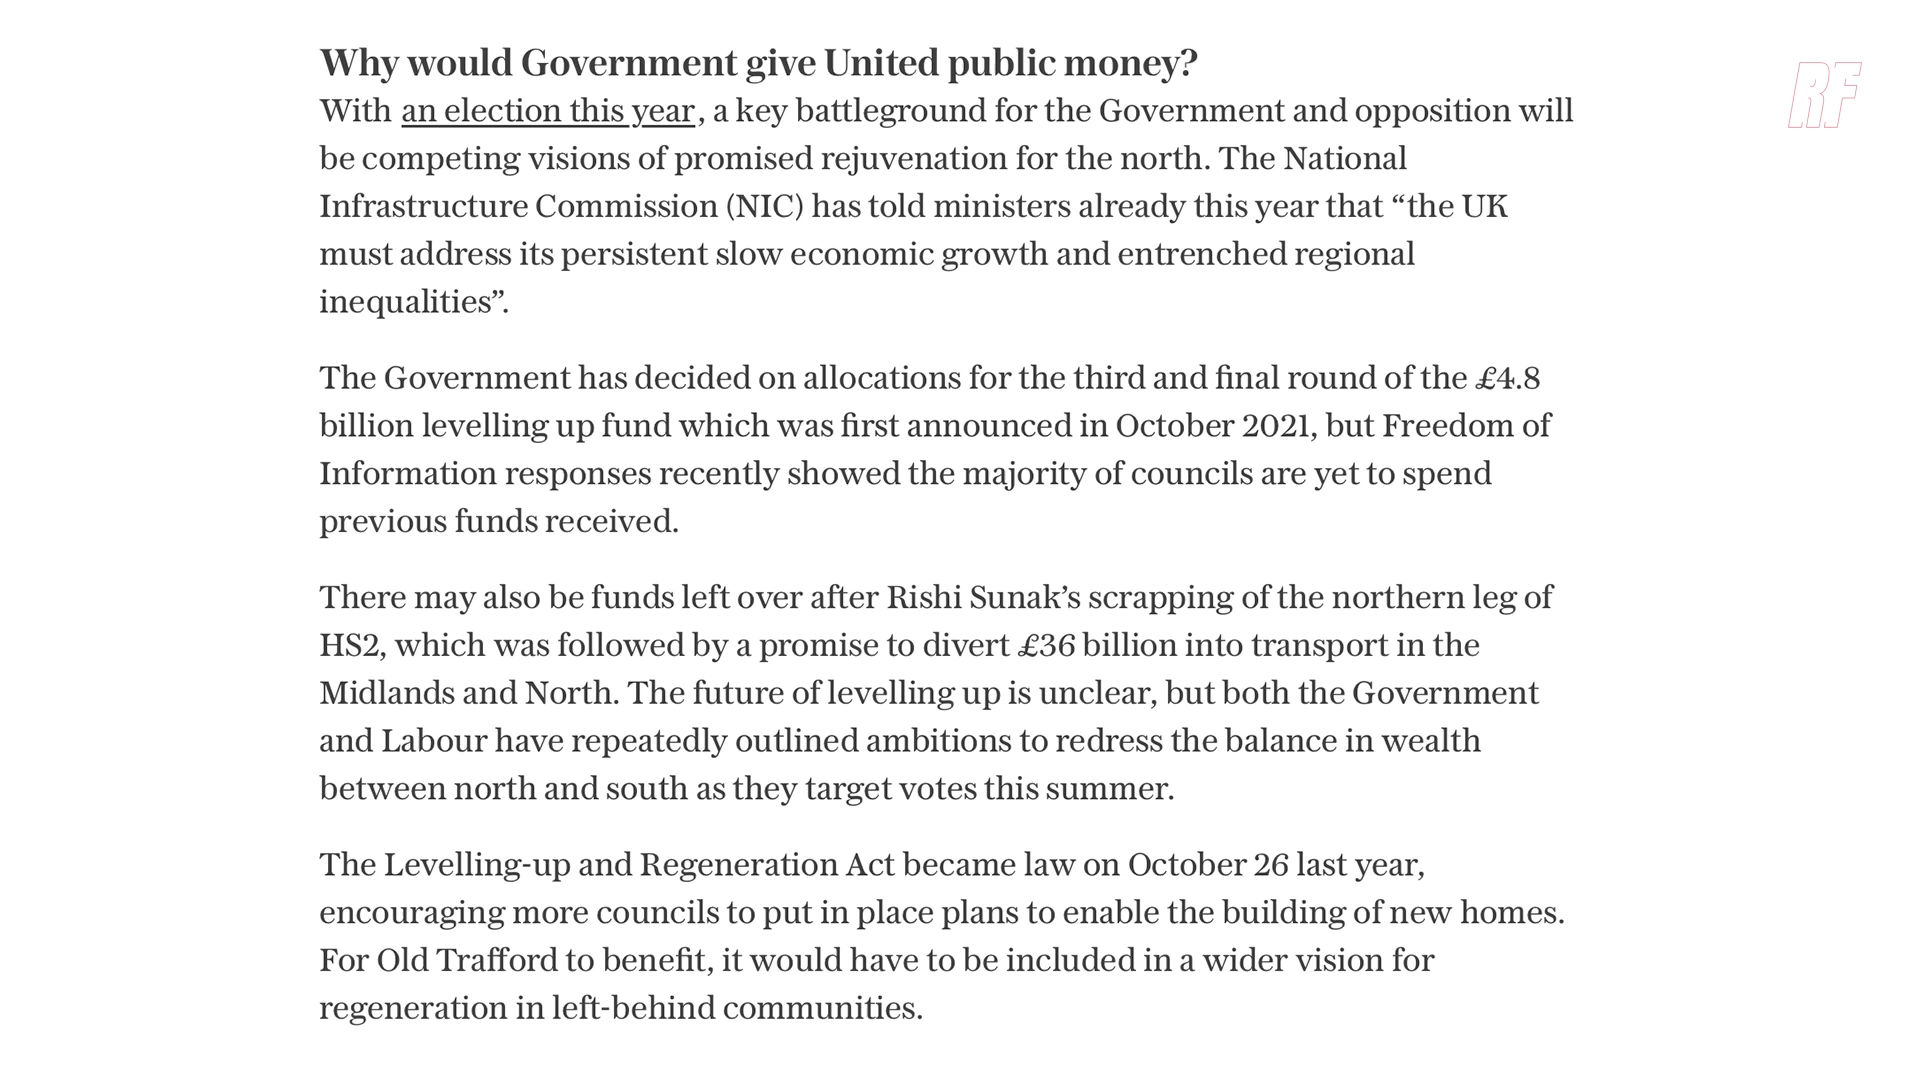 Why would Government give United public money?
With an election this year, a key battleground for the Government and opposition will
be competing visions of promised rejuvenation for the north. The National
Infrastructure Commission (NIC) has told ministers already this year that “the UK
must address its persistent slow economic growth and entrenched regional
inequalities”.
The Government has decided on allocations for the third and final round of the £4.8
billion levelling up fund which was first announced in October 2021, but Freedom of
Information responses recently showed the majority of councils are yet to spend
previous funds received.
There may also be funds left over after Rishi Sunak’s scrapping of the northern leg of
HS2, which was followed by a promise to divert £36 billion into transport in the
Midlands and North. The future of levelling up is unclear, but both the Government
and Labour have repeatedly outlined ambitions to redress the balance in wealth
between north and south as they target votes this summer.
The Levelling-up and Regeneration Act became law on October 26 last year,
encouraging more councils to put in place plans to enable the building of new homes.
For Old Trafford to benefit, it would have to be included in a wider vision for
regeneration in left-behind communities.
RF